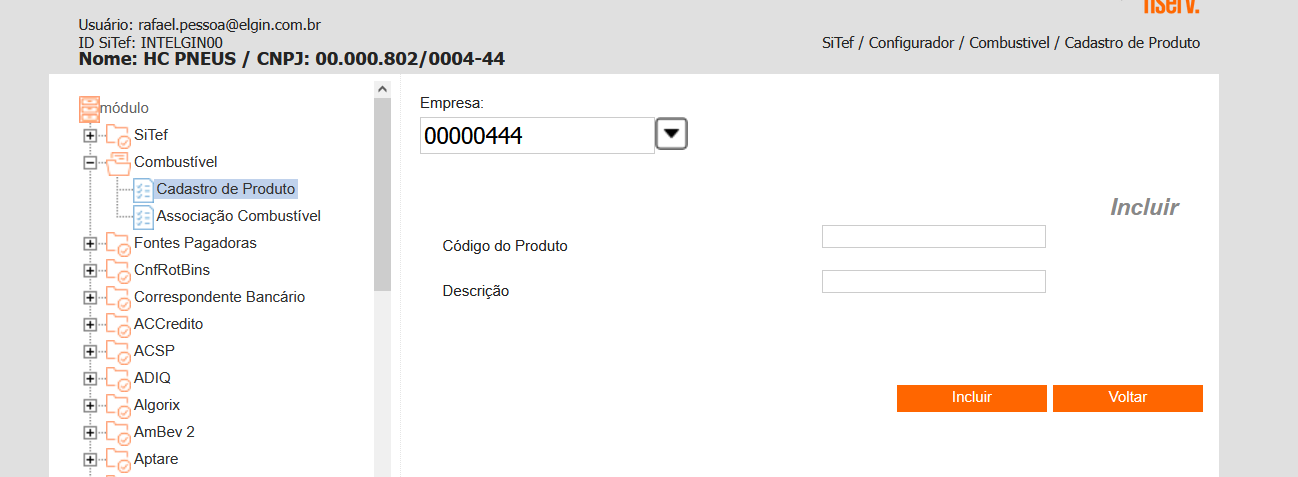 fiserv.
Usuário: rafael.pessoa@elgin.com.br
ID SiTef: INTELGIN00
SiTef / Configurador / Combustivel / Cadastro de Produto
Nome: HC PNEUS / CNPJ: 00.000.802/0004-44
módulo
SiTef
Combustível
Cadastro de Produto
Associação Combustível
Fontes Pagadoras
CnfRotBins
Correspondente Bancário
ACCredito
ACSP
ADIQ
Algorix
AmBev 2
Aptare
Empresa:
00000444
Incluir
Código do Produto
Descrição
Incluir
Voltar